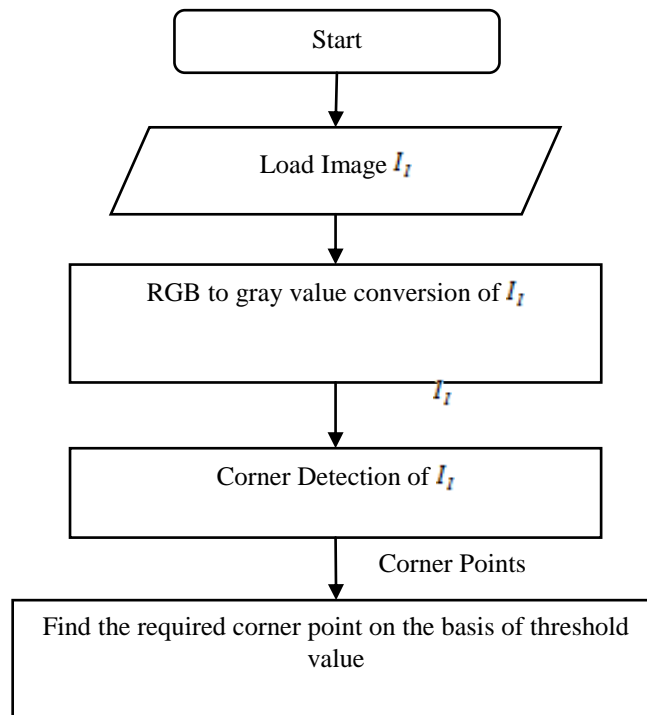 Start
Load Image I_I
RGB to gray value conversion of I_I
I_I
Corner Detection of I_I
Corner Points
Find the required corner point on the basis of threshold
value